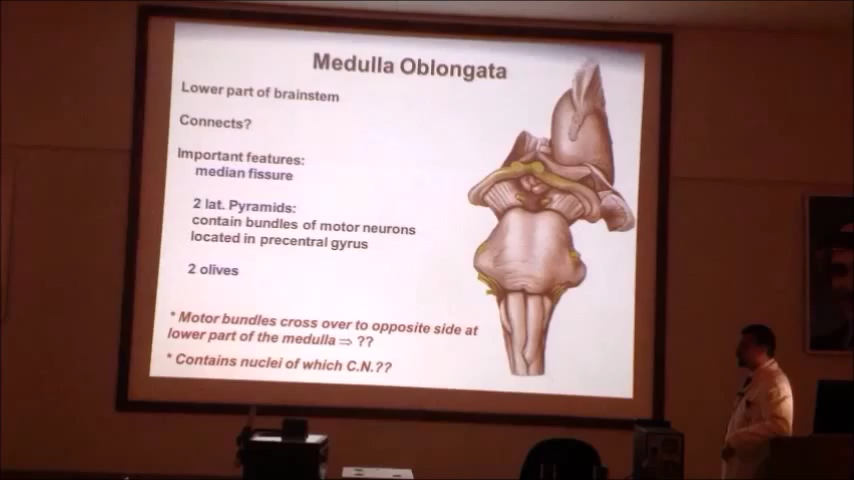 Medulla Oblongata
Lower part of brainstem
Connects?
Important features:
median fissure
2 lat. Pyramids:
contain bundles of motor neurons
located in precentral gyrus
2 olives
* Motor bundles cross over to opposite side at
lower part of the medulla ⇒ ??
* Contains nuclei of which C.N.??